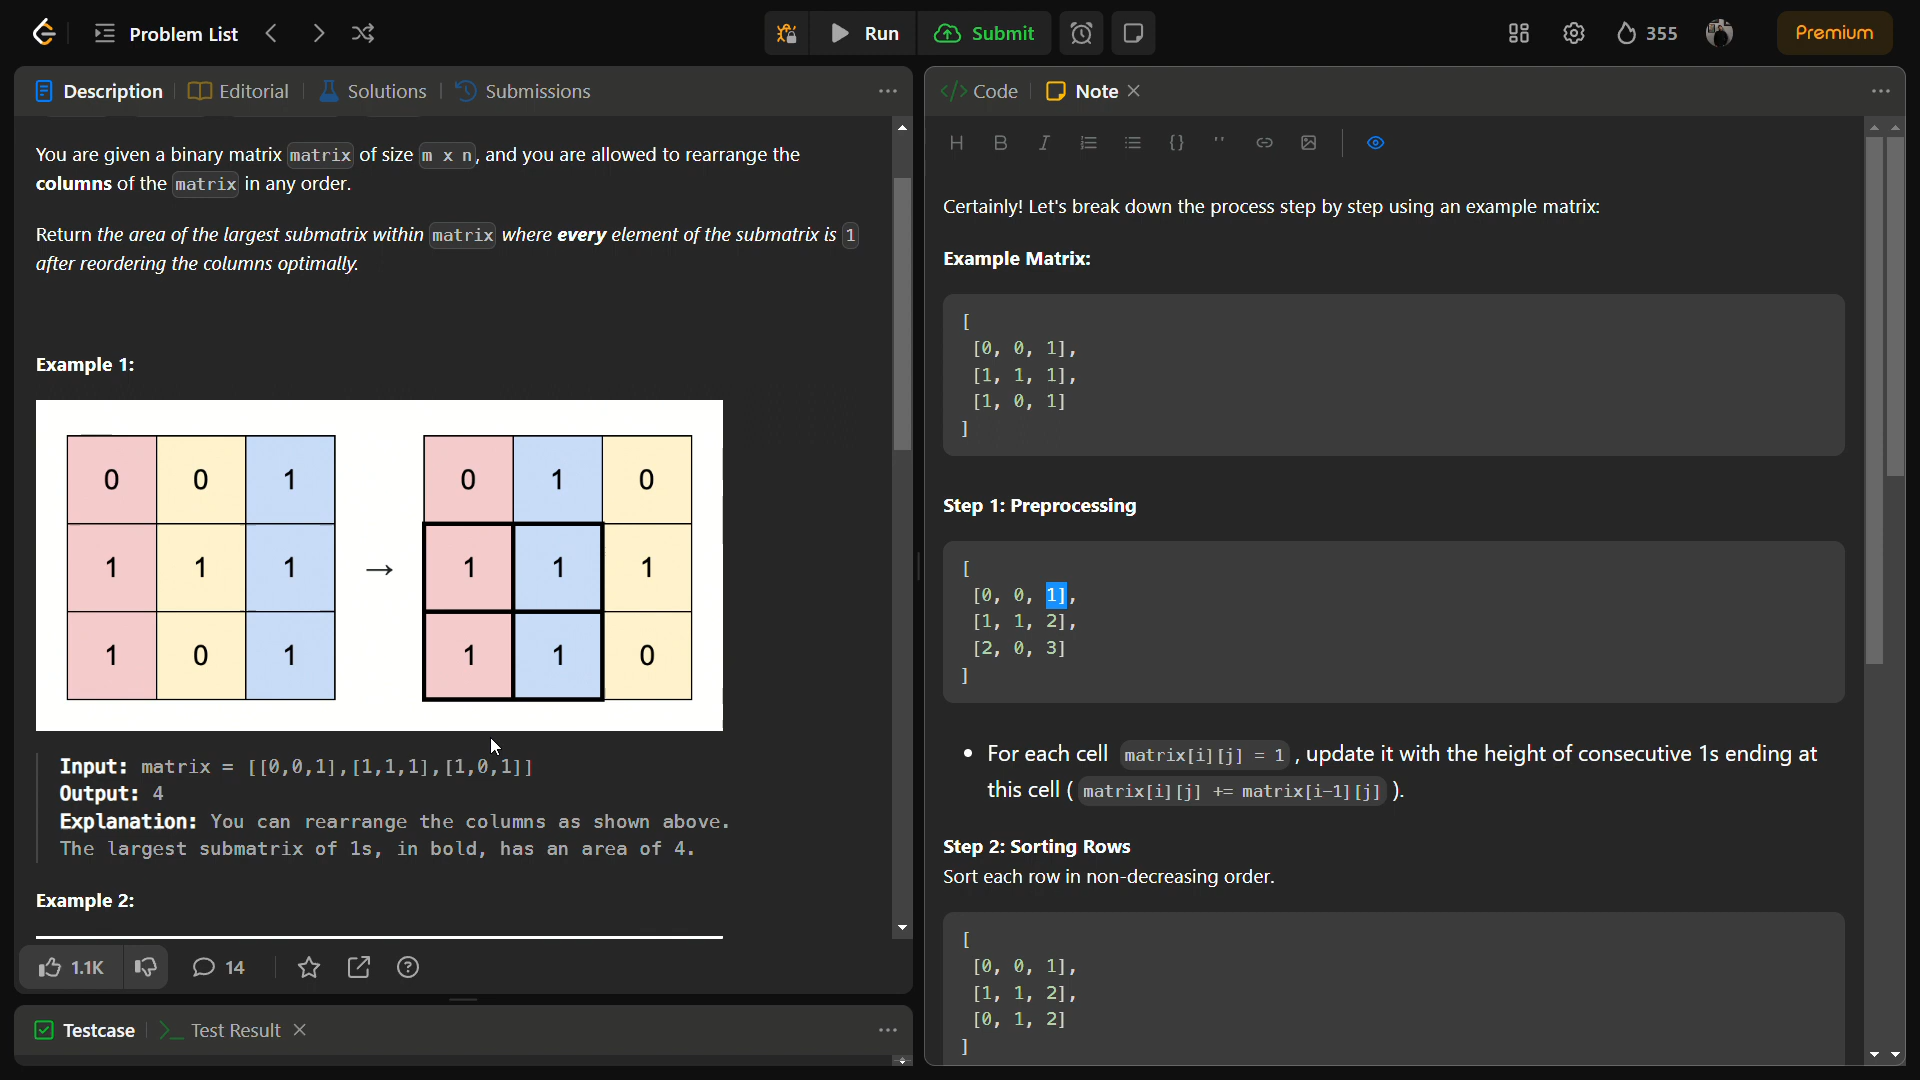 Problem List
Run
Submit
355
Premium
Description
Editorial
Solutions
Submissions
You are given a binary matrix matrix of size m x n, and you are allowed to rearrange the
columns of the matrix in any order.
Return the area of the largest submatrix within matrix where every element of the submatrix is 1
after reordering the columns optimally.
Example 1:
0 0 1 0 1 0
1 1 1 → 1 1 1
1 0 1 1 1 0
Input: matrix = [[0,0,1],[1,1,1],[1,0,1]]
Output: 4
Explanation: You can rearrange the columns as shown above.
The largest submatrix of 1s, in bold, has an area of 4.
Example 2:
1.1K
14
Testcase
Test Result
Code
Note
Certainly! Let's break down the process step by step using an example matrix:
Example Matrix:
[
[0, 0, 1],
[1, 1, 1],
[1, 0, 1]
]
Step 1: Preprocessing
[
[0, 0, 1],
[1, 1, 2],
[2, 0, 3]
]
• For each cell matrix[i][j] = 1 , update it with the height of consecutive 1s ending at
this cell ( matrix[i][j] += matrix[i-1][j] ).
Step 2: Sorting Rows
Sort each row in non-decreasing order.
[
[0, 0, 1],
[1, 1, 2],
[0, 1, 2]
]